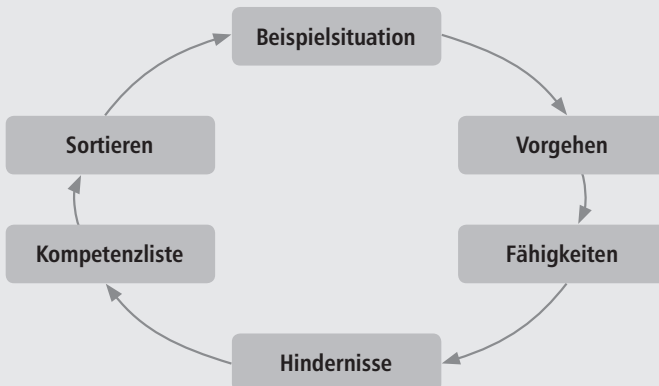 Beispielsituation
Vorgehen
Fähigkeiten
Hindernisse
Kompetenzliste
Sortieren